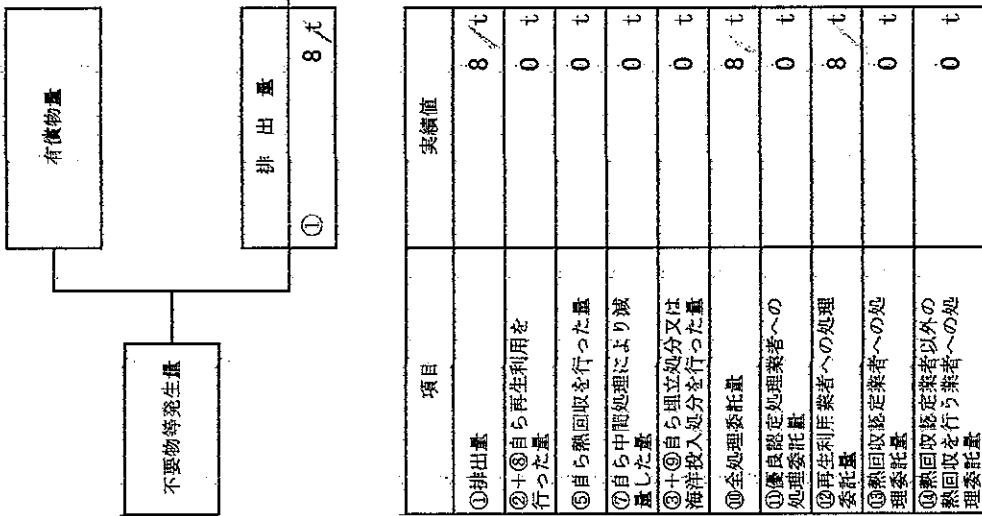 有償物量
不要物等発生量
排出量
① 8 t
項目 実績値
①排出量 8 t
②+⑧自ら再生利用を
行った量 0 t
⑤自ら熱回収を行った量 0 t
⑦自ら中間処理により減
量した量 0 t
③+⑨自ら埋立処分又は
海洋投入処分を行った量 0 t
⑩全処理委託量 8 t
⑪優良認定処理業者への
処理委託量 0 t
⑫再生利用業者への処理
委託量 8 t
⑬熱回収認定業者への処
理委託量 0 t
⑭熱回収認定業者以外の
熱回収を行う業者への処
理委託量 0 t